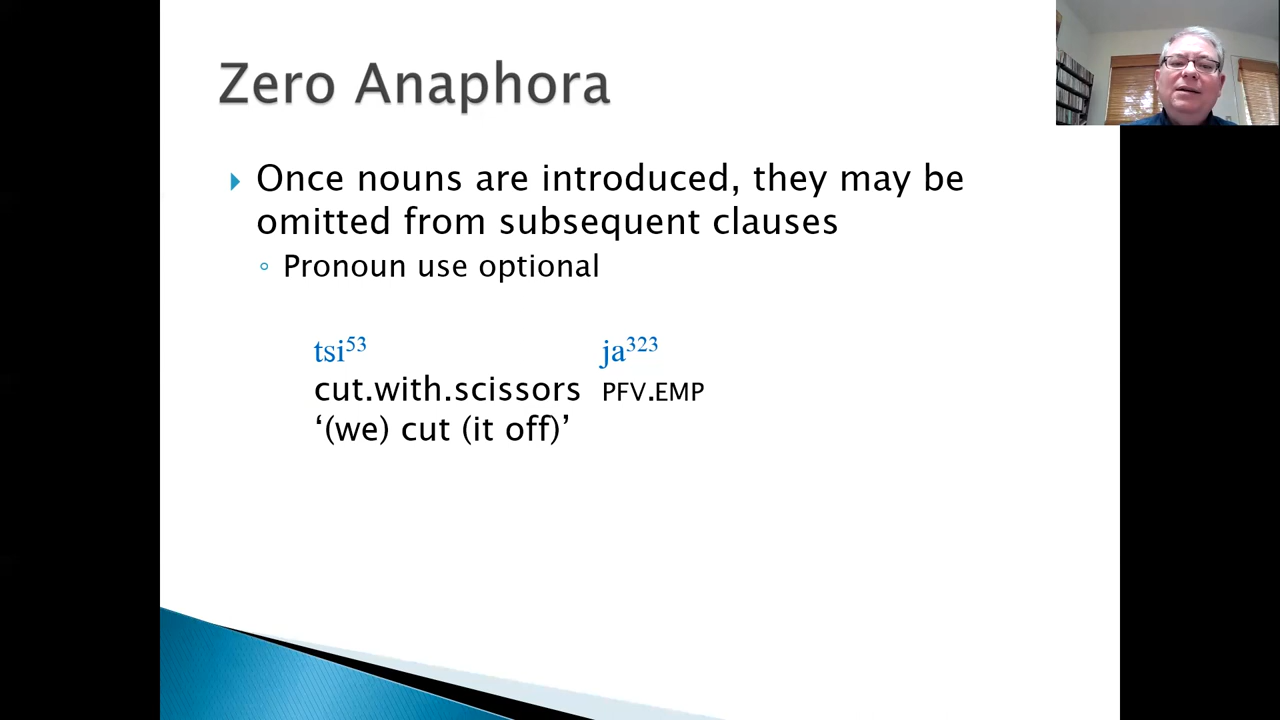 Zero Anaphora
Once nouns are introduced, they may be
omitted from subsequent clauses
Pronoun use optional
tsi⁵³ ja³²³
cut.with.scissors PFV.EMP
‘(we) cut (it off)’